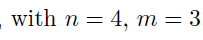 , with n = 4, m = 3